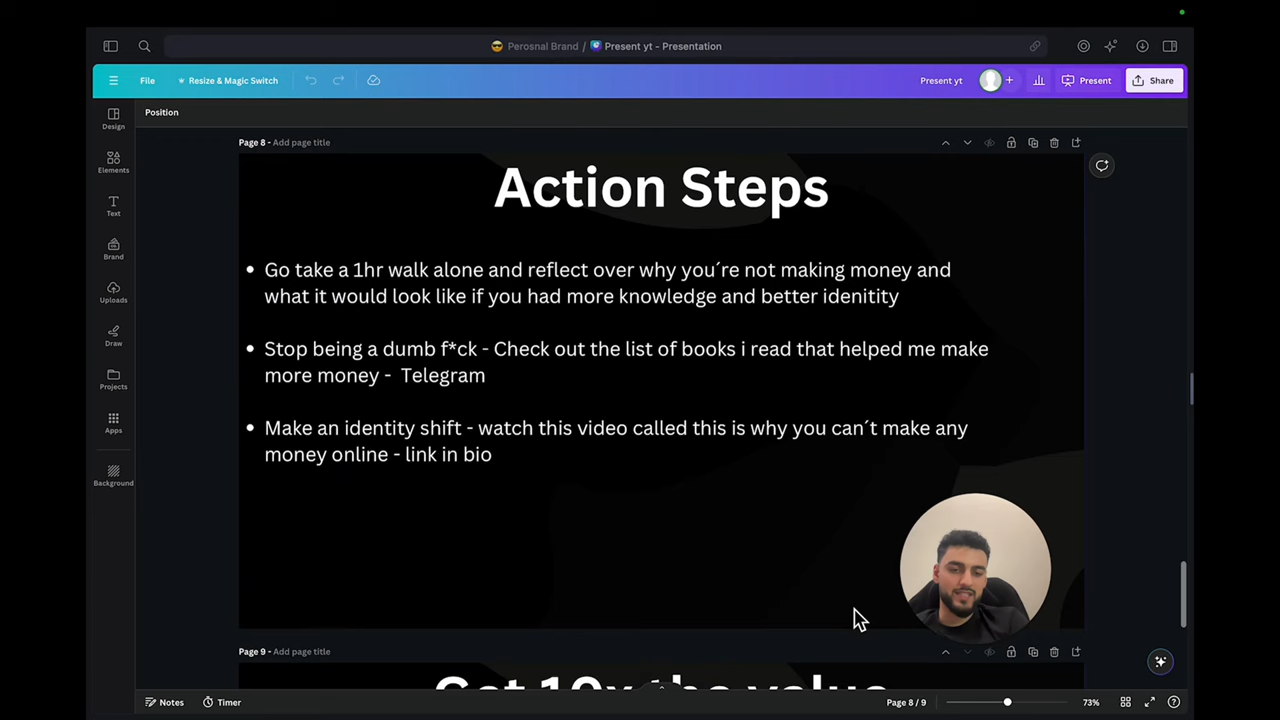 Perosnal Brand / Present yt - Presentation
File
Resize & Magic Switch
Present yt
Present
Share
Position
Design
Elements
Text
Brand
Uploads
Draw
Projects
Apps
Background
Page 8 - Add page title
Action Steps
• Go take a 1hr walk alone and reflect over why you´re not making money and
what it would look like if you had more knowledge and better idenitity
• Stop being a dumb f*ck - Check out the list of books i read that helped me make
more money - Telegram
• Make an identity shift - watch this video called this is why you can´t make any
money online - link in bio
Page 9 - Add page title
Get 10x the value
Notes
Timer
Page 8 / 9
73%